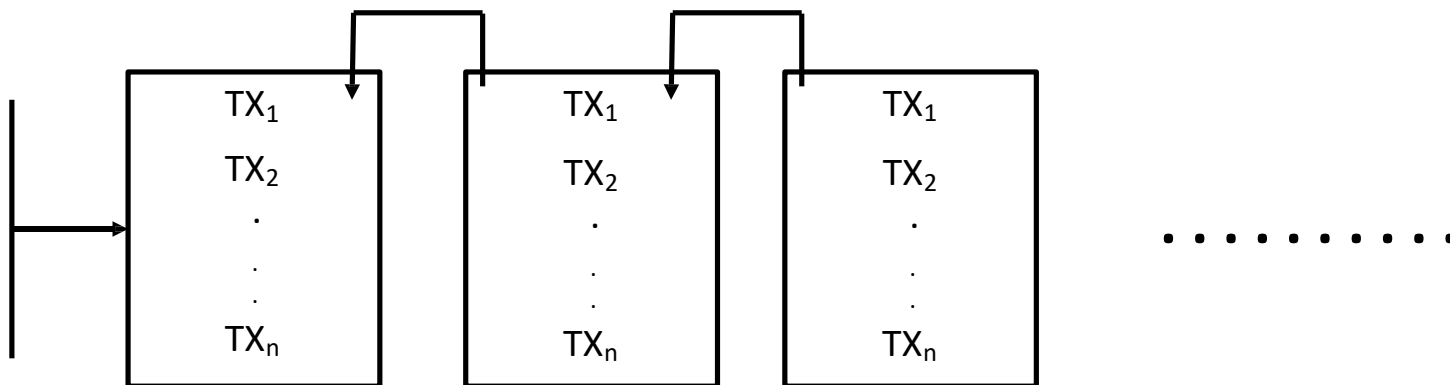 TX₁ TX₁ TX₁
TX₂ TX₂ TX₂
. . .
. . .
. . .
TXₙ TXₙ TXₙ
. . . . . . . . . .